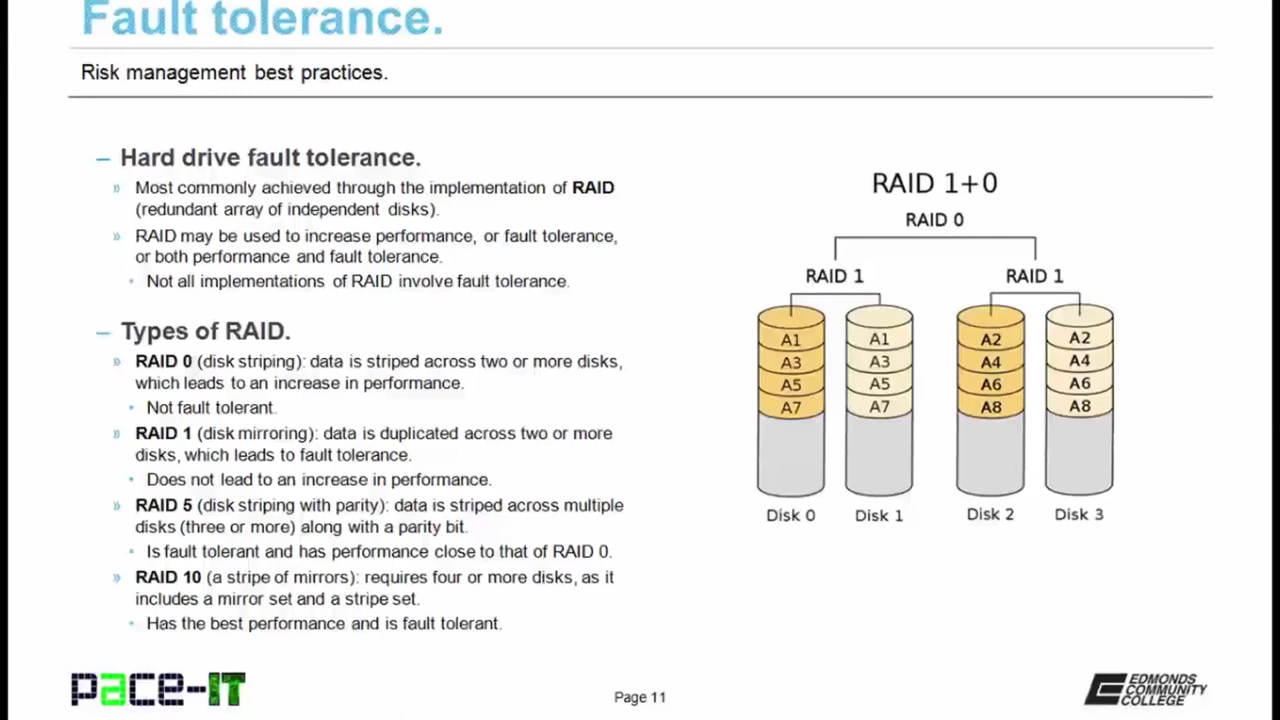 Fault tolerance.
Risk management best practices.
– Hard drive fault tolerance.
» Most commonly achieved through the implementation of RAID
(redundant array of independent disks).
» RAID may be used to increase performance, or fault tolerance,
or both performance and fault tolerance.
• Not all implementations of RAID involve fault tolerance.
– Types of RAID.
» RAID 0 (disk striping): data is striped across two or more disks,
which leads to an increase in performance.
• Not fault tolerant.
» RAID 1 (disk mirroring): data is duplicated across two or more
disks, which leads to fault tolerance.
• Does not lead to an increase in performance.
» RAID 5 (disk striping with parity): data is striped across multiple
disks (three or more) along with a parity bit.
• Is fault tolerant and has performance close to that of RAID 0.
» RAID 10 (a stripe of mirrors): requires four or more disks, as it
includes a mirror set and a stripe set.
• Has the best performance and is fault tolerant.
RAID 1+0
RAID 0
RAID 1 RAID 1
A1 A1 A2 A2
A3 A3 A4 A4
A5 A5 A6 A6
A7 A7 A8 A8
Disk 0 Disk 1 Disk 2 Disk 3
pace-IT
Page 11
EDMONDS
COMMUNITY
COLLEGE